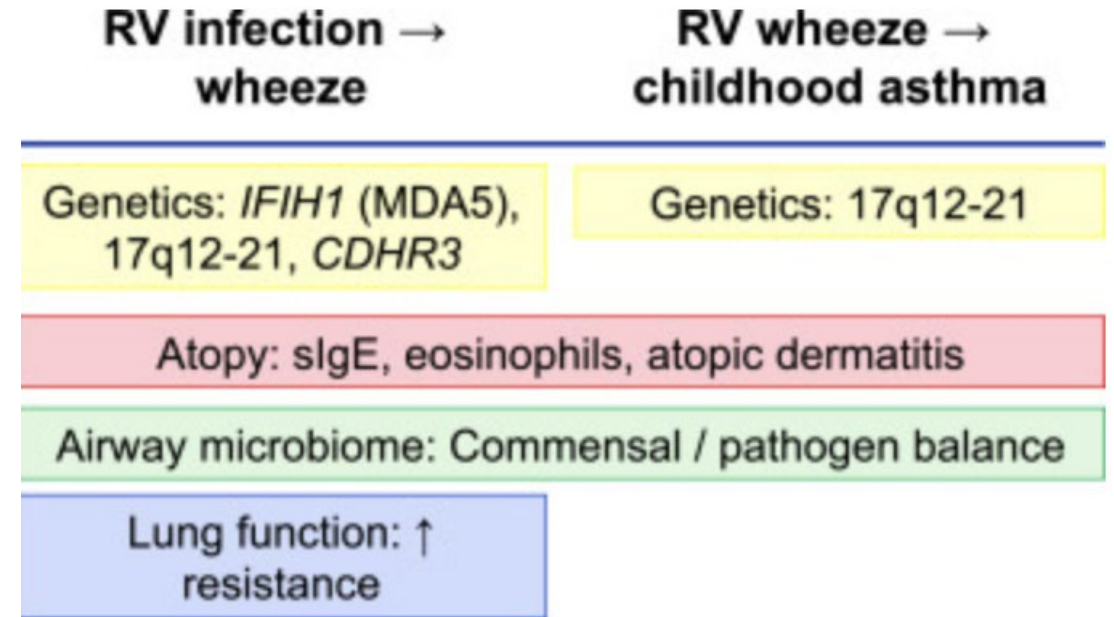 RV infection →
wheeze
RV wheeze →
childhood asthma
Genetics: IFIH1 (MDA5),
17q12-21, CDHR3
Genetics: 17q12-21
Atopy: sIgE, eosinophils, atopic dermatitis
Airway microbiome: Commensal / pathogen balance
Lung function: ↑
resistance